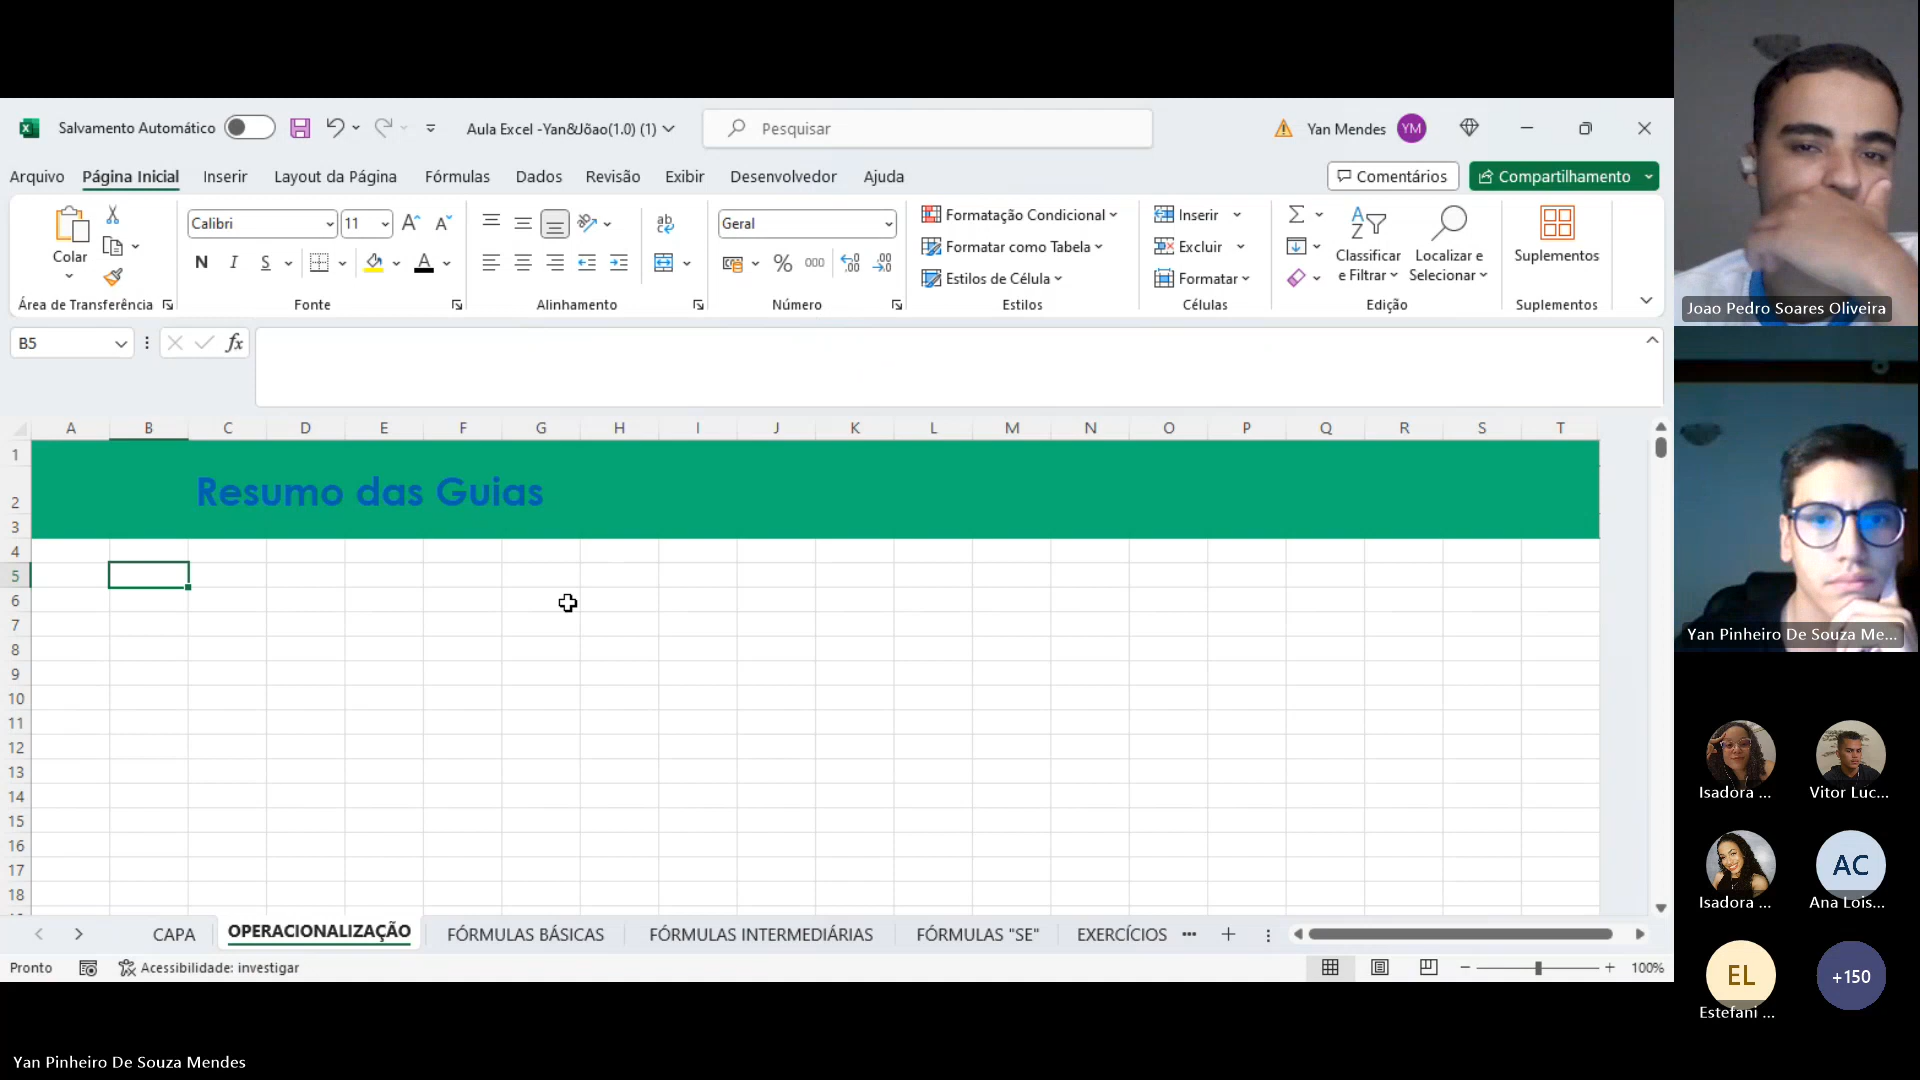 Salvamento Automático
Aula Excel -Yan&Jõao(1.0) (1)
Pesquisar
Yan Mendes
YM
Arquivo
Página Inicial
Inserir
Layout da Página
Fórmulas
Dados
Revisão
Exibir
Desenvolvedor
Ajuda
Comentários
Compartilhamento
Colar
Calibri
11
N
I
S
A
ab
Geral
%
000
Formatação Condicional
Formatar como Tabela
Estilos de Célula
Inserir
Excluir
Formatar
Classificar
e Filtrar
Localizar e
Selecionar
Suplementos
Área de Transferência
Fonte
Alinhamento
Número
Estilos
Células
Edição
Suplementos
B5
fx
A B C D E F G H I J K L M N O P Q R S T
1
2 Resumo das Guias
3
4
5
6
7
8
9
10
11
12
13
14
15
16
17
18
CAPA
OPERACIONALIZAÇÃO
FÓRMULAS BÁSICAS
FÓRMULAS INTERMEDIÁRIAS
FÓRMULAS "SE"
EXERCÍCIOS
Pronto
Acessibilidade: investigar
100%
Joao Pedro Soares Oliveira
Yan Pinheiro De Souza Me...
Isadora ...
Vitor Luc...
Isadora ...
AC
Ana Lois...
EL
Estefani ...
+150
Yan Pinheiro De Souza Mendes